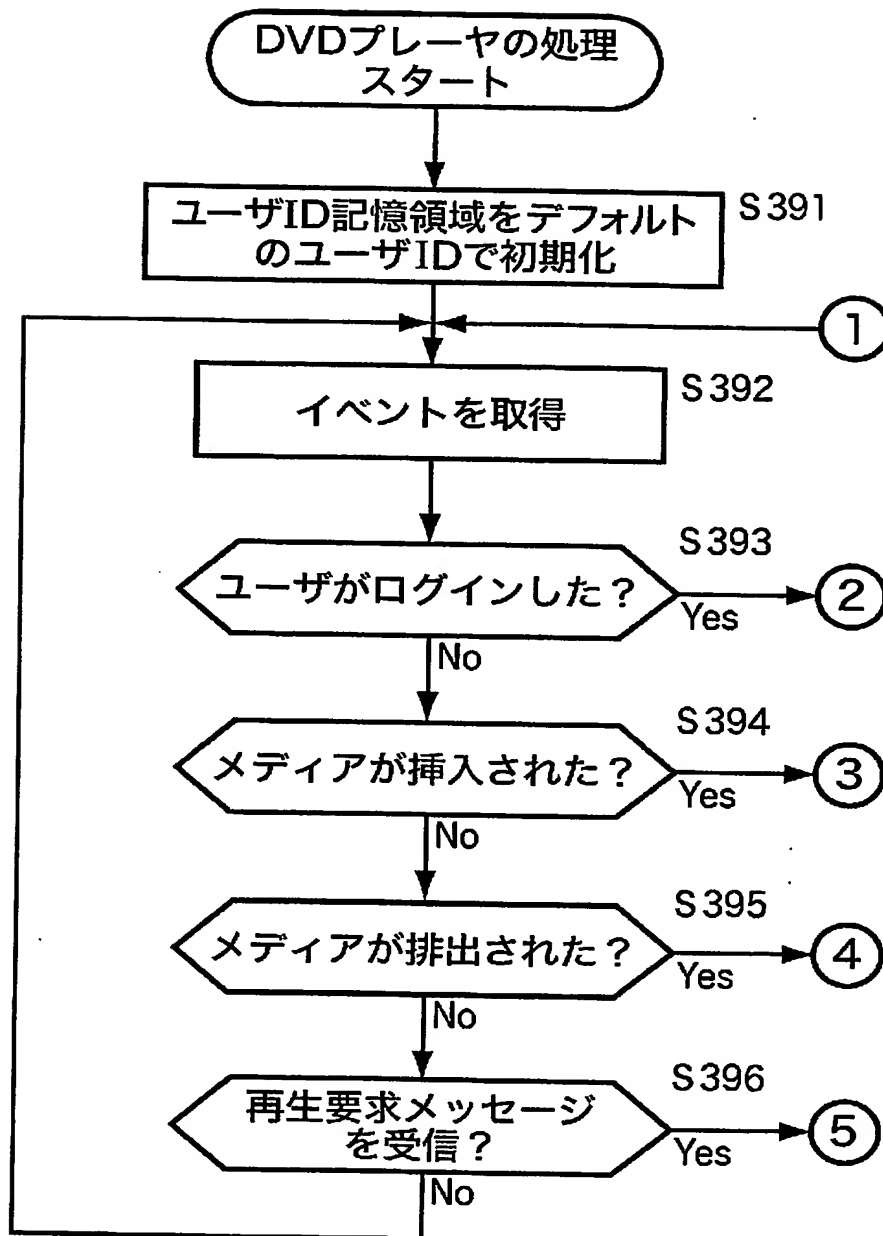 DVDプレーヤの処理
スタート
ユーザID記憶領域をデフォルト
のユーザIDで初期化
S391
①
イベントを取得
S392
ユーザがログインした?
S393
Yes
②
No
メディアが挿入された?
S394
Yes
③
No
メディアが排出された?
S395
Yes
④
No
再生要求メッセージ
を受信?
S396
Yes
⑤
No